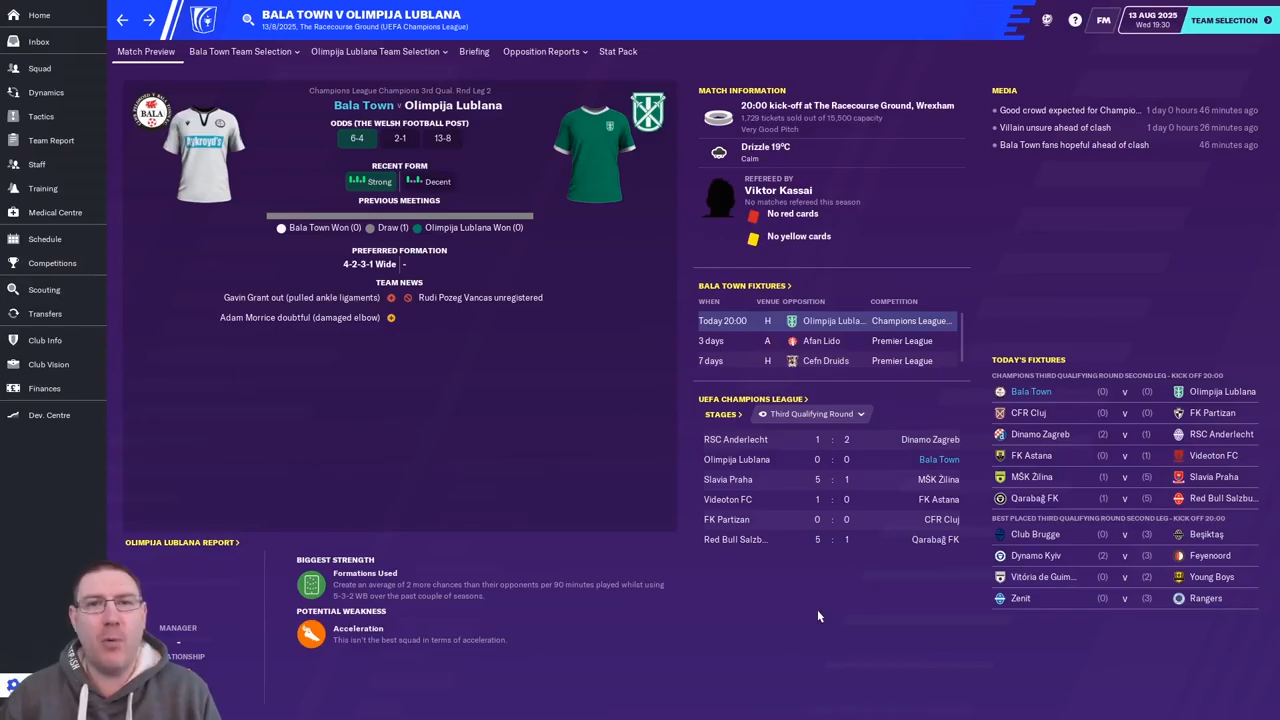 Home
Inbox
Squad
Dynamics
Tactics
Team Report
Staff
Training
Medical Centre
Schedule
Competitions
Scouting
Transfers
Club Info
Club Vision
Finances
Dev. Centre
BALA TOWN V OLIMPIJA LUBLANA
13/8/2025, The Racecourse Ground (UEFA Champions League)
? FM 13 AUG 2025
Wed 19:30
TEAM SELECTION
Match Preview Bala Town Team Selection Olimpija Lublana Team Selection Briefing Opposition Reports Stat Pack
Champions League Champions 3rd Qual. Rnd Leg 2
Bala Town v Olimpija Lublana
ODDS (THE WELSH FOOTBALL POST)
6-4 2-1 13-8
RECENT FORM
Strong Decent
PREVIOUS MEETINGS
Bala Town Won (0) Draw (1) Olimpija Lublana Won (0)
PREFERRED FORMATION
4-2-3-1 Wide -
TEAM NEWS
Gavin Grant out (pulled ankle ligaments) Rudi Pozeg Vancas unregistered
Adam Morrice doubtful (damaged elbow)
BALA
OLIMPIJA LUBLANA REPORT >
MANAGER
-
BIGGEST STRENGTH
Formations Used
Create an average of 2 more chances than their opponents per 90 minutes played whilst using
5-3-2 WB over the past couple of seasons.
POTENTIAL WEAKNESS
Acceleration
This isn't the best squad in terms of acceleration.
MATCH INFORMATION
20:00 kick-off at The Racecourse Ground, Wrexham
1,729 tickets sold out of 15,500 capacity
Very Good Pitch
Drizzle 19°C
Calm
REFEREED BY
Viktor Kassai
No matches refereed this season
No red cards
No yellow cards
BALA TOWN FIXTURES >
WHEN VENUE OPPOSITION COMPETITION
Today 20:00 H Olimpija Lubla... Champions League...
3 days A Afan Lido Premier League
7 days H Cefn Druids Premier League
UEFA CHAMPIONS LEAGUE >
STAGES > Third Qualifying Round
RSC Anderlecht 1 : 2 Dinamo Zagreb
Olimpija Lublana 0 : 0 Bala Town
Slavia Praha 5 : 1 MŠK Žilina
Videoton FC 1 : 0 FK Astana
FK Partizan 0 : 0 CFR Cluj
Red Bull Salzb... 5 : 1 Qarabağ FK
MEDIA
Good crowd expected for Champio... 1 day 0 hours 46 minutes ago
Villain unsure ahead of clash 1 day 0 hours 26 minutes ago
Bala Town fans hopeful ahead of clash 46 minutes ago
TODAY'S FIXTURES
CHAMPIONS THIRD QUALIFYING ROUND SECOND LEG - KICK OFF 20:00
Bala Town (0) v (0) Olimpija Lublana
CFR Cluj (0) v (0) FK Partizan
Dinamo Zagreb (2) v (1) RSC Anderlecht
FK Astana (0) v (1) Videoton FC
MŠK Žilina (1) v (5) Slavia Praha
Qarabağ FK (1) v (5) Red Bull Salzbu...
BEST PLACED THIRD QUALIFYING ROUND SECOND LEG - KICK OFF 20:00
Club Brugge (0) v (3) Beşiktaş
Dynamo Kyiv (2) v (3) Feyenoord
Vitória de Guim... (0) v (2) Young Boys
Zenit (0) v (3) Rangers